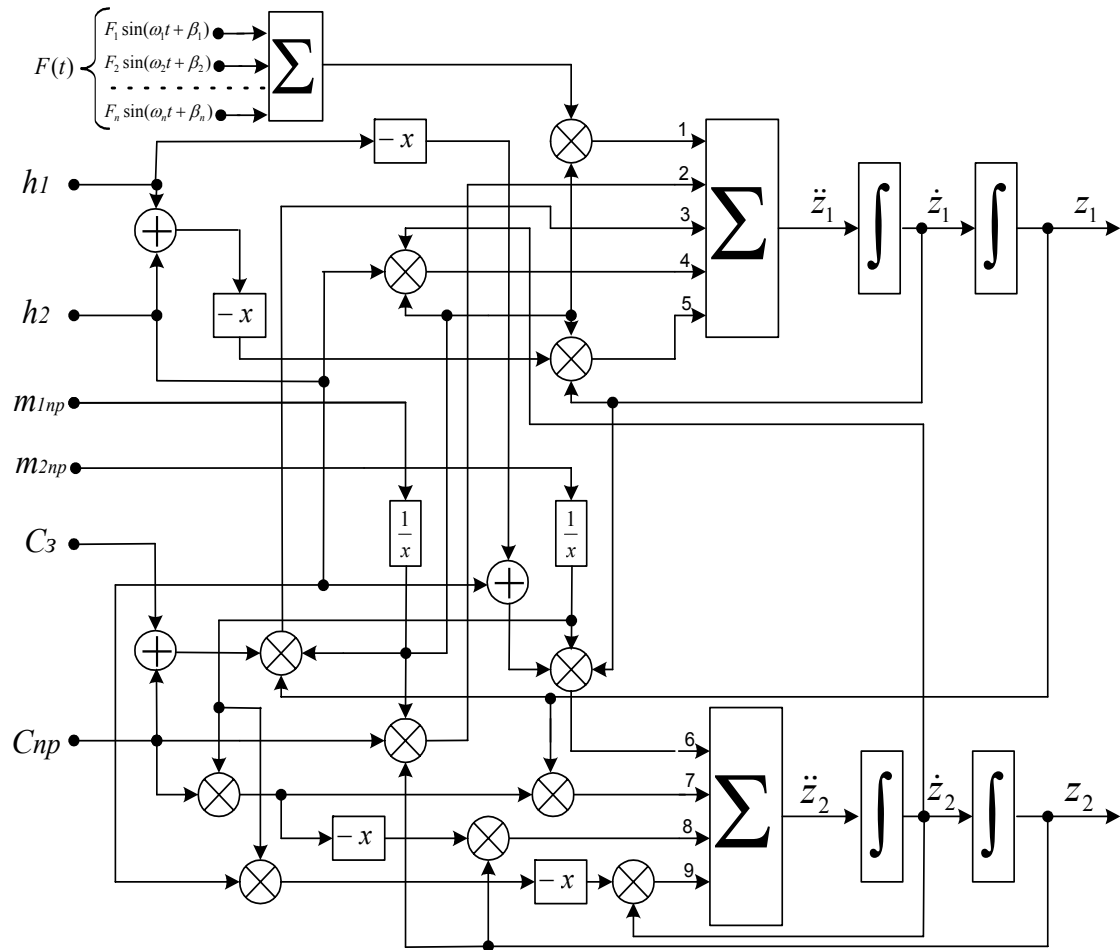 F₁ sin(ω₁t + β₁)
F(t) { F₂ sin(ω₂t + β₂)
. . . . . . . . . . .
Fₙ sin(ωₙt + βₙ)
∑
h1
− x
1
2
3
4
5
∑
z̈₁
∫
ż₁
∫
z₁
+
− x
h2
m1пр
m2пр
Cз
1/x
1/x
+
+
Cпр
6
7
8
9
∑
z̈₂
∫
ż₂
∫
z₂
− x
− x